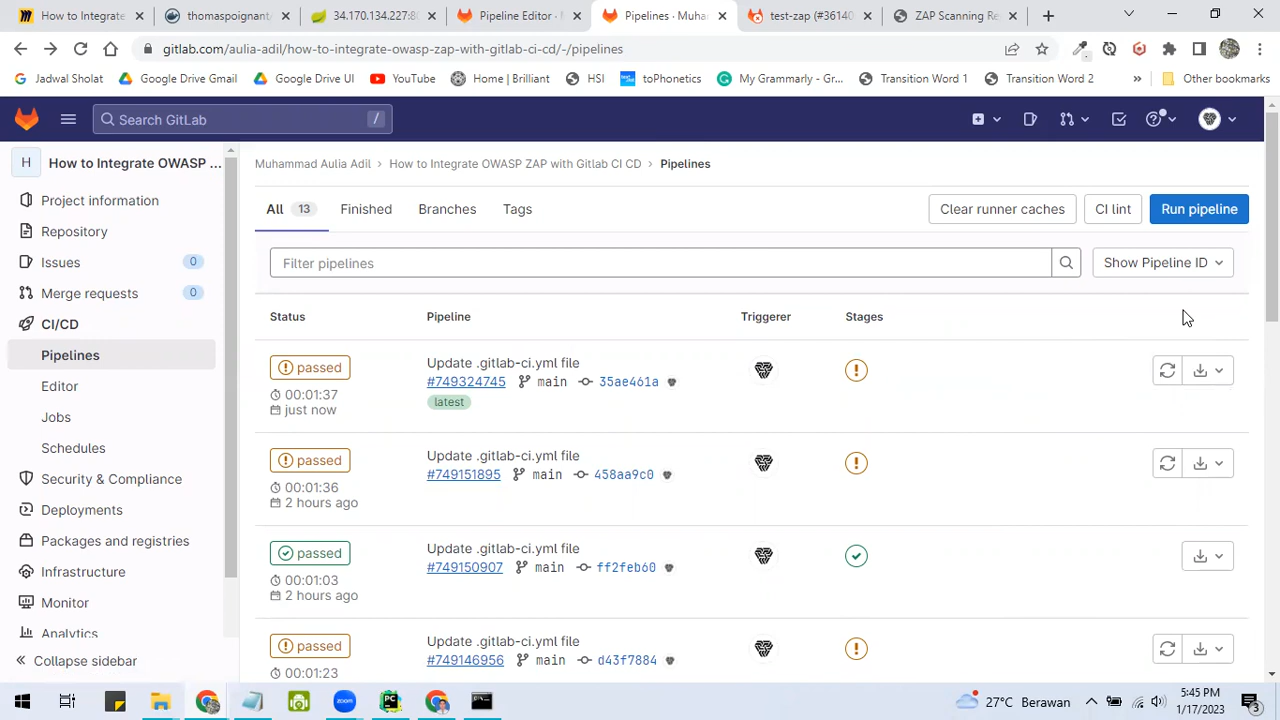 How to Integrate
thomaspoignant/
34.170.134.227:8
Pipeline Editor · M
Pipelines · Muha
test-zap (#36140
ZAP Scanning Re
gitlab.com/aulia-adil/how-to-integrate-owasp-zap-with-gitlab-ci-cd/-/pipelines
Jadwal Sholat
Google Drive Gmail
Google Drive UI
YouTube
Home | Brilliant
HSI
toPhonetics
My Grammarly - Gr...
Transition Word 1
Transition Word 2
»
Other bookmarks
Search GitLab
/
H
How to Integrate OWASP ...
Muhammad Aulia Adil › How to Integrate OWASP ZAP with Gitlab CI CD › Pipelines
Project information
Repository
Issues 0
Merge requests 0
CI/CD
Pipelines
Editor
Jobs
Schedules
Security & Compliance
Deployments
Packages and registries
Infrastructure
Monitor
Analytics
Collapse sidebar
All 13
Finished
Branches
Tags
Clear runner caches
CI lint
Run pipeline
Filter pipelines
Show Pipeline ID
Status
Pipeline
Triggerer
Stages
passed
00:01:37
just now
Update .gitlab-ci.yml file
#749324745 main 35ae461a
latest
passed
00:01:36
2 hours ago
Update .gitlab-ci.yml file
#749151895 main 458aa9c0
passed
00:01:03
2 hours ago
Update .gitlab-ci.yml file
#749150907 main ff2feb60
passed
00:01:23
Update .gitlab-ci.yml file
#749146956 main d43f7884
zoom
PC
27°C Berawan
5:45 PM
1/17/2023
3